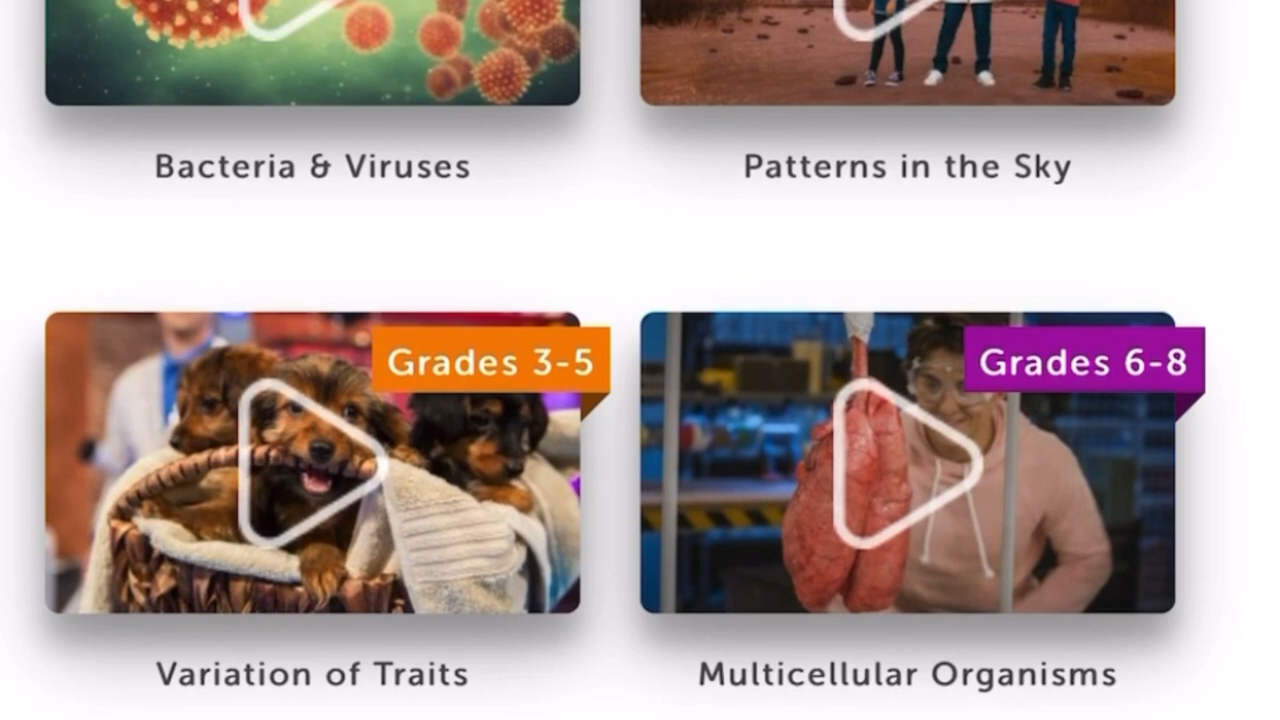 Bacteria & Viruses
Patterns in the Sky
Grades 3-5
Grades 6-8
Variation of Traits
Multicellular Organisms